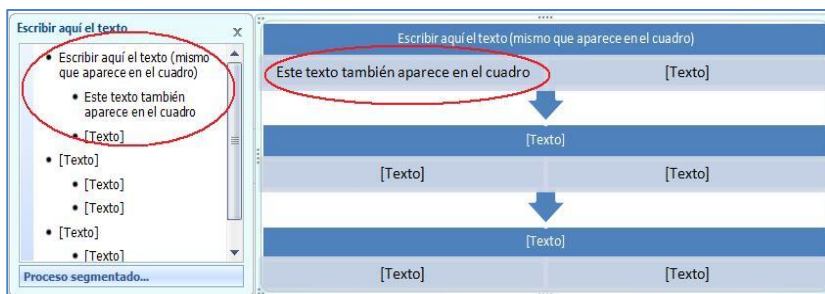 Escribir aquí el texto
x
• Escribir aquí el texto (mismo
que aparece en el cuadro)
• Este texto también
aparece en el cuadro
• [Texto]
• [Texto]
• [Texto]
• [Texto]
• [Texto]
• [Texto]
Proceso segmentado...
Escribir aquí el texto (mismo que aparece en el cuadro)
Este texto también aparece en el cuadro [Texto]
[Texto]
[Texto] [Texto]
[Texto]
[Texto] [Texto]